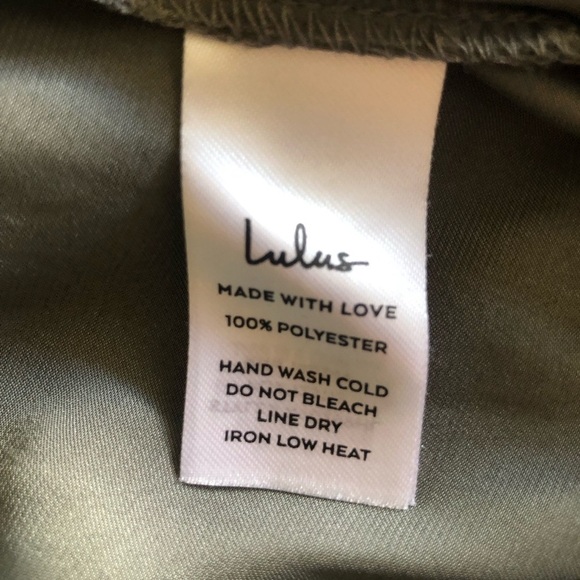 Lulus
MADE WITH LOVE
100% POLYESTER
HAND WASH COLD
DO NOT BLEACH
LINE DRY
IRON LOW HEAT